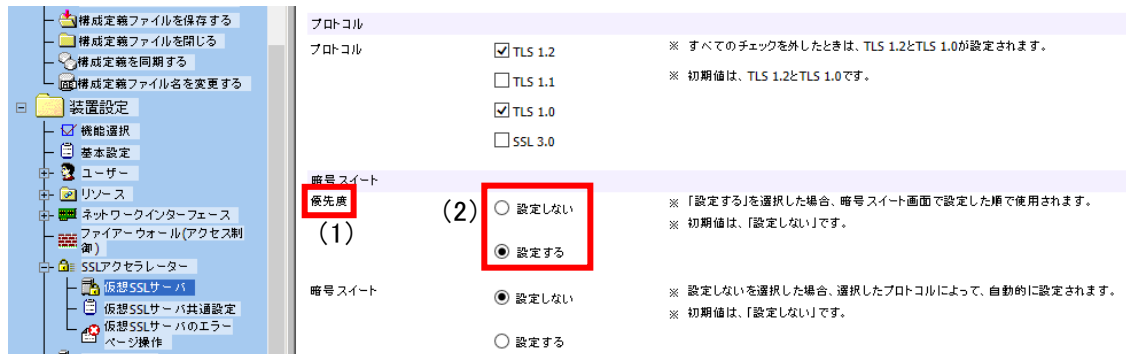 構成定義ファイルを保存する
構成定義ファイルを閉じる
構成定義を同期する
構成定義ファイル名を変更する
装置設定
機能選択
基本設定
ユーザー
リソース
ネットワークインターフェース
ファイアーウォール(アクセス制
御)
SSLアクセラレーター
仮想SSLサーバ
仮想SSLサーバ共通設定
仮想SSLサーバのエラー
ページ操作
プロトコル
プロトコル
TLS 1.2
※ すべてのチェックを外したときは、TLS 1.2とTLS 1.0が設定されます。
TLS 1.1
※ 初期値は、TLS 1.2とTLS 1.0です。
TLS 1.0
SSL 3.0
暗号スイート
優先度
(1)
(2)
設定しない
※ 「設定する」を選択した場合、暗号スイート画面で設定した順で使用されます。
※ 初期値は、「設定しない」です。
設定する
暗号スイート
設定しない
※ 設定しないを選択した場合、選択したプロトコルによって、自動的に設定されます。
※ 初期値は、「設定しない」です。
設定する